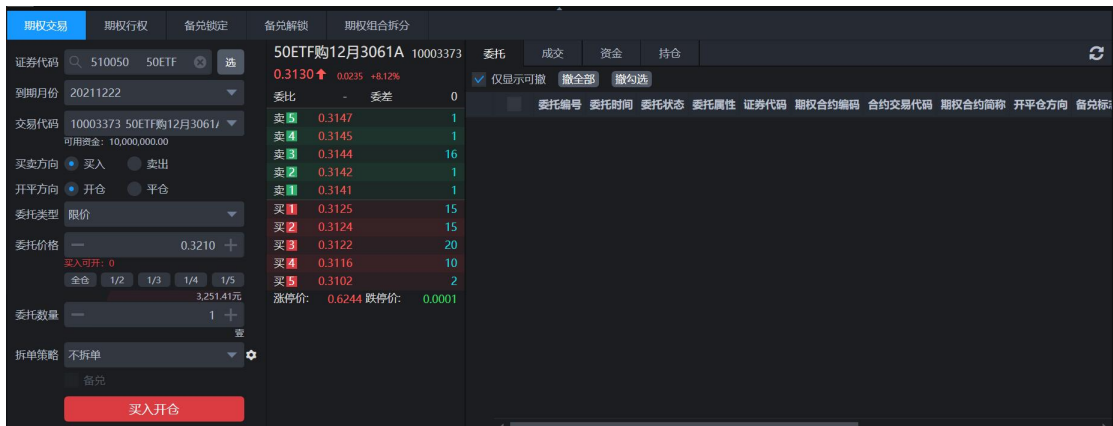 期权交易 期权行权 备兑锁定 备兑解锁 期权组合拆分
证券代码 510050 50ETF 选
到期月份 20211222
交易代码 10003373 50ETF购12月3061/
可用资金: 10,000,000.00
买卖方向 买入 卖出
开平方向 开仓 平仓
委托类型 限价
委托价格 0.3210
买入可开: 0
全仓 1/2 1/3 1/4 1/5
3,251.41元
委托数量 1
壹
拆单策略 不拆单
备兑
买入开仓
50ETF购12月3061A 10003373
0.3130 0.0235 +8.12%
委比 - 委差 0
卖5 0.3147 1
卖4 0.3145 1
卖3 0.3144 16
卖2 0.3142 1
卖1 0.3141 1
买1 0.3125 15
买2 0.3124 15
买3 0.3122 20
买4 0.3116 10
买5 0.3102 2
涨停价: 0.6244 跌停价: 0.0001
委托 成交 资金 持仓
仅显示可撤 撤全部 撤勾选
委托编号 委托时间 委托状态 委托属性 证券代码 期权合约编码 合约交易代码 期权合约简称 开平仓方向 备兑标志